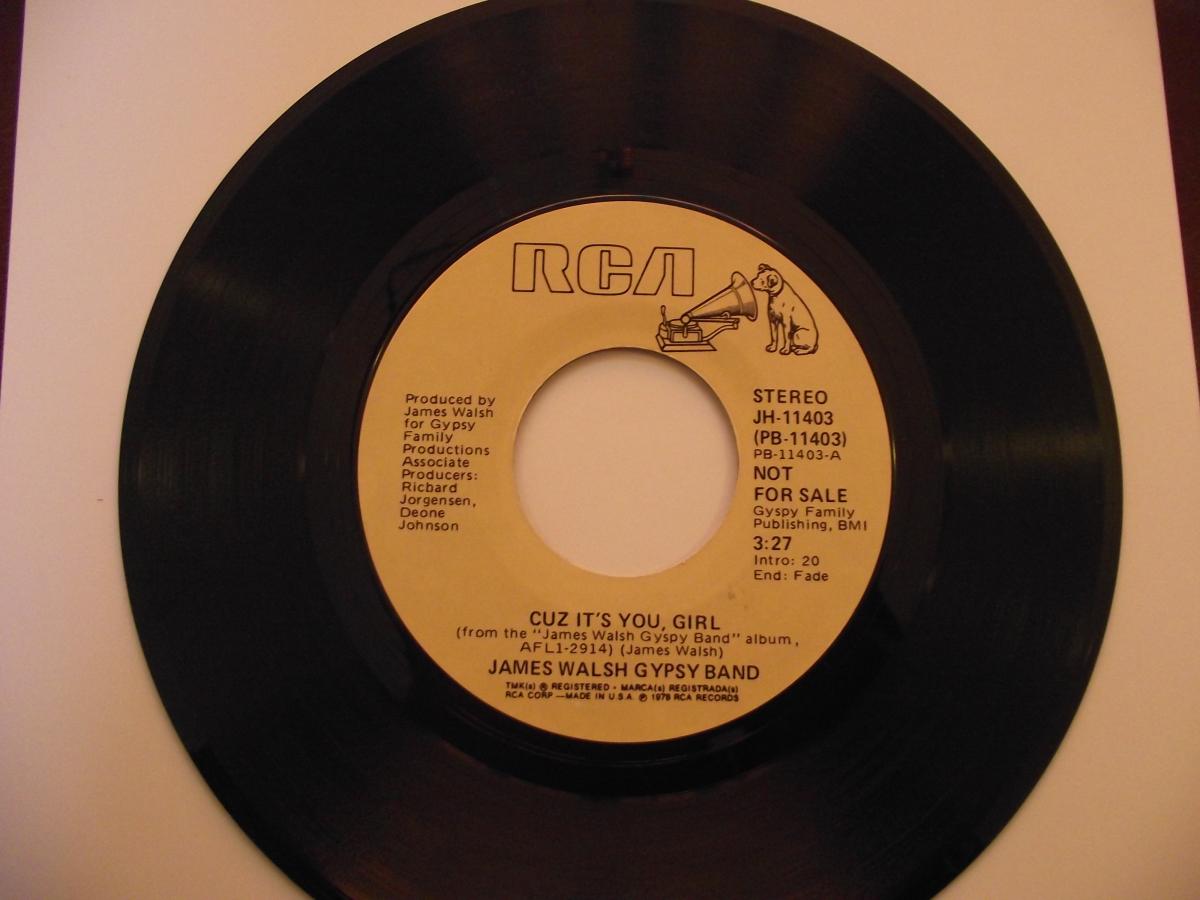 RCA
Produced by
James Walsh
for Gypsy
Family
Productions
Associate
Producers:
Ricbard
Jorgensen,
Deone
Johnson
STEREO
JH-11403
(PB-11403)
PB-11403-A
NOT
FOR SALE
Gyspy Family
Publishing, BMI
3:27
Intro: 20
End: Fade
CUZ IT'S YOU, GIRL
(from the "James Walsh Gyspy Band" album,
AFL1-2914) (James Walsh)
JAMES WALSH GYPSY BAND
TMK(s) ® REGISTERED • MARCA(s) REGISTRADA(s)
RCA CORP —MADE IN U.S.A. ℗ 1978 RCA RECORDS